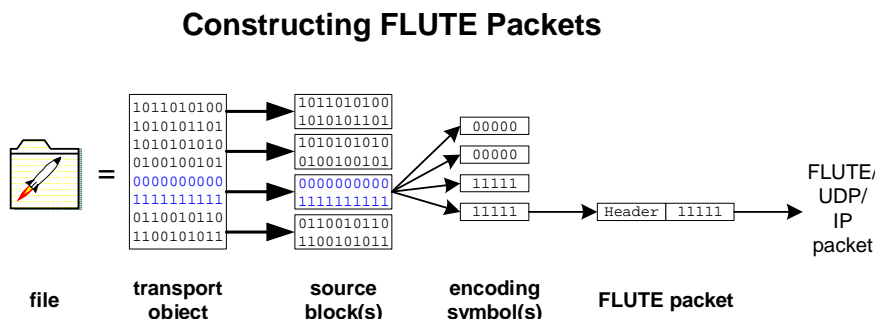 Constructing FLUTE Packets
=
1011010100
1010101101
1010101010
0100100101
0000000000
1111111111
0110010110
1100101011
1011010100
1010101101
1010101010
0100100101
0000000000
1111111111
0110010110
1100101011
00000
00000
11111
11111
Header 11111
FLUTE/
UDP/
IP
packet
file
transport
object
source
block(s)
encoding
symbol(s)
FLUTE packet